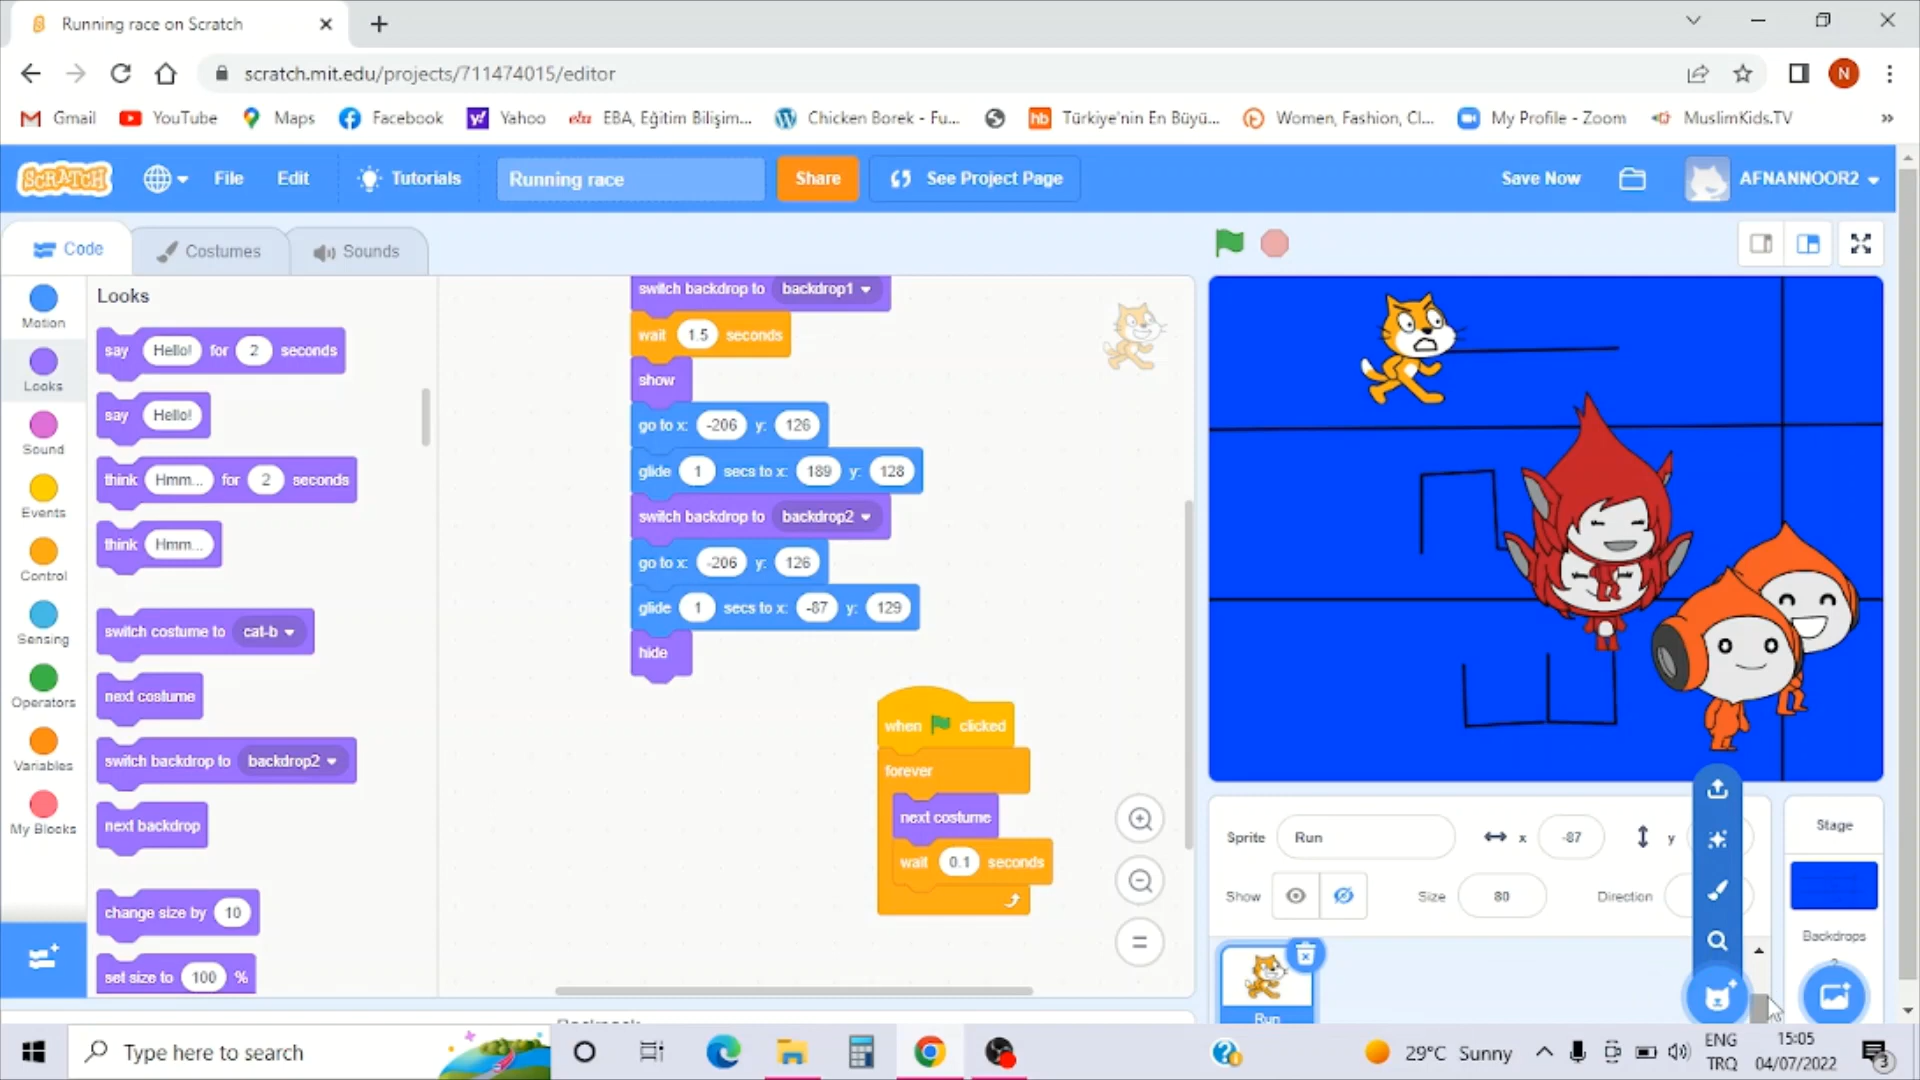 Running race on Scratch
scratch.mit.edu/projects/711474015/editor
N
Gmail
YouTube
Maps
Facebook
Yahoo
EBA, Eğitim Bilişim...
Chicken Borek - Fu...
Türkiye'nin En Büyü...
Women, Fashion, Cl...
My Profile - Zoom
MuslimKids.TV
SCRATCH
File
Edit
Tutorials
Running race
Share
See Project Page
Save Now
AFNANNOOR2
Code
Costumes
Sounds
Motion
Looks
Sound
Events
Control
Sensing
Operators
Variables
My Blocks
Looks
say Hello! for 2 seconds
say Hello!
think Hmm... for 2 seconds
think Hmm...
switch costume to cat-b
next costume
switch backdrop to backdrop2
next backdrop
change size by 10
set size to 100 %
switch backdrop to backdrop1
wait 1.5 seconds
show
go to x: -206 y: 126
glide 1 secs to x: 189 y: 128
switch backdrop to backdrop2
go to x: -206 y: 126
glide 1 secs to x: -87 y: 129
hide
when clicked
forever
next costume
wait 0.1 seconds
Sprite Run x -87 y
Show Size 80 Direction
Run
Stage
Backdrops
Type here to search
29°C Sunny
ENG
TRQ
15:05
04/07/2022
3